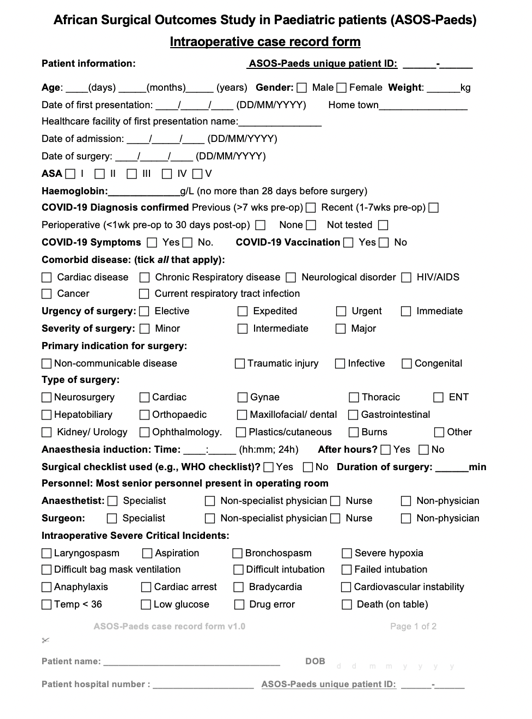 African Surgical Outcomes Study in Paediatric patients (ASOS-Paeds)
Intraoperative case record form
Patient information: ASOS-Paeds unique patient ID: ______-______
Age: ____(days) _____(months)_____ (years) Gender: ☐ Male ☐ Female Weight: ______kg
Date of first presentation: ____/_____/____ (DD/MM/YYYY) Home town________________
Healthcare facility of first presentation name:_______________
Date of admission: ____/_____/____ (DD/MM/YYYY)
Date of surgery: ____/_____/____ (DD/MM/YYYY)
ASA ☐ I ☐ II ☐ III ☐ IV ☐ V
Haemoglobin:_____________g/L (no more than 28 days before surgery)
COVID-19 Diagnosis confirmed Previous (>7 wks pre-op) ☐ Recent (1-7wks pre-op) ☐
Perioperative (<1wk pre-op to 30 days post-op) ☐ None ☐ Not tested ☐
COVID-19 Symptoms ☐ Yes ☐ No. COVID-19 Vaccination ☐ Yes ☐ No
Comorbid disease: (tick all that apply):
☐ Cardiac disease ☐ Chronic Respiratory disease ☐ Neurological disorder ☐ HIV/AIDS
☐ Cancer ☐ Current respiratory tract infection
Urgency of surgery: ☐ Elective ☐ Expedited ☐ Urgent ☐ Immediate
Severity of surgery: ☐ Minor ☐ Intermediate ☐ Major
Primary indication for surgery:
☐ Non-communicable disease ☐ Traumatic injury ☐ Infective ☐ Congenital
Type of surgery:
☐ Neurosurgery ☐ Cardiac ☐ Gynae ☐ Thoracic ☐ ENT
☐ Hepatobiliary ☐ Orthopaedic ☐ Maxillofacial/ dental ☐ Gastrointestinal
☐ Kidney/ Urology ☐ Ophthalmology. ☐ Plastics/cutaneous ☐ Burns ☐ Other
Anaesthesia induction: Time: ____:_____ (hh:mm; 24h) After hours? ☐ Yes ☐ No
Surgical checklist used (e.g., WHO checklist)? ☐ Yes ☐ No Duration of surgery: ______min
Personnel: Most senior personnel present in operating room
Anaesthetist: ☐ Specialist ☐ Non-specialist physician ☐ Nurse ☐ Non-physician
Surgeon: ☐ Specialist ☐ Non-specialist physician ☐ Nurse ☐ Non-physician
Intraoperative Severe Critical Incidents:
☐ Laryngospasm ☐ Aspiration ☐ Bronchospasm ☐ Severe hypoxia
☐ Difficult bag mask ventilation ☐ Difficult intubation ☐ Failed intubation
☐ Anaphylaxis ☐ Cardiac arrest ☐ Bradycardia ☐ Cardiovascular instability
☐ Temp < 36 ☐ Low glucose ☐ Drug error ☐ Death (on table)
ASOS-Paeds case record form v1.0 Page 1 of 2
Patient name: ________________________________ DOB d d m m y y y y
Patient hospital number : __________________ ASOS-Paeds unique patient ID: ______-______